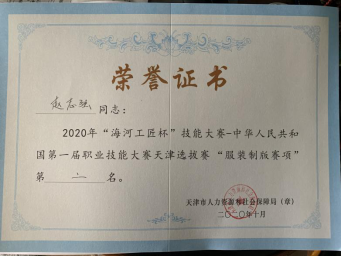 荣誉证书
赵志强同志：
2020年“海河工匠杯”技能大赛-中华人民共和
国第一届职业技能大赛天津选拔赛“服装制版赛项”
第二名。
天津市人力资源和社会保障局（章）
二〇二〇年十月